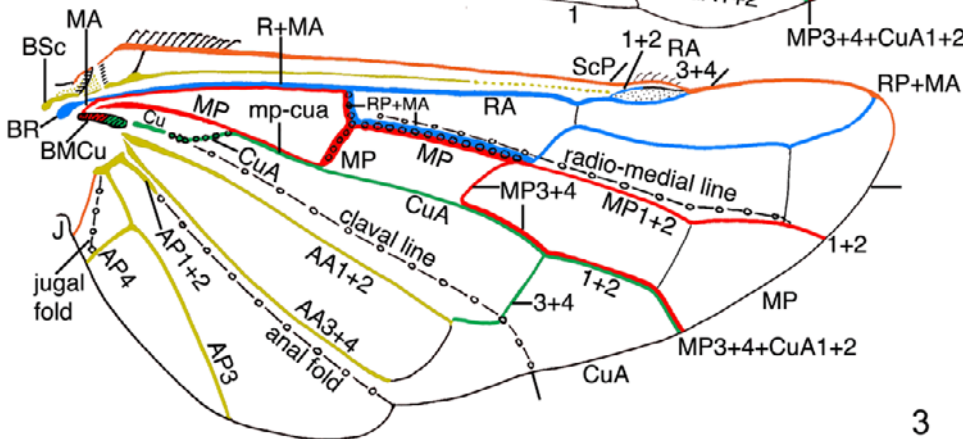 1
MP3+4+CuA1+2
MA
BSc
R+MA
1+2
RA
ScP
3+4
RP+MA
MP
mp-cua
RP+MA
RA
BR
Cu
BMCu
CuA
MP
MP
radio-medial line
MP3+4
CuA
MP1+2
claval line
J
AP1+2
AA1+2
1+2
1+2
jugal
fold
AP4
3+4
MP
AA3+4
anal fold
MP3+4+CuA1+2
AP3
CuA
3